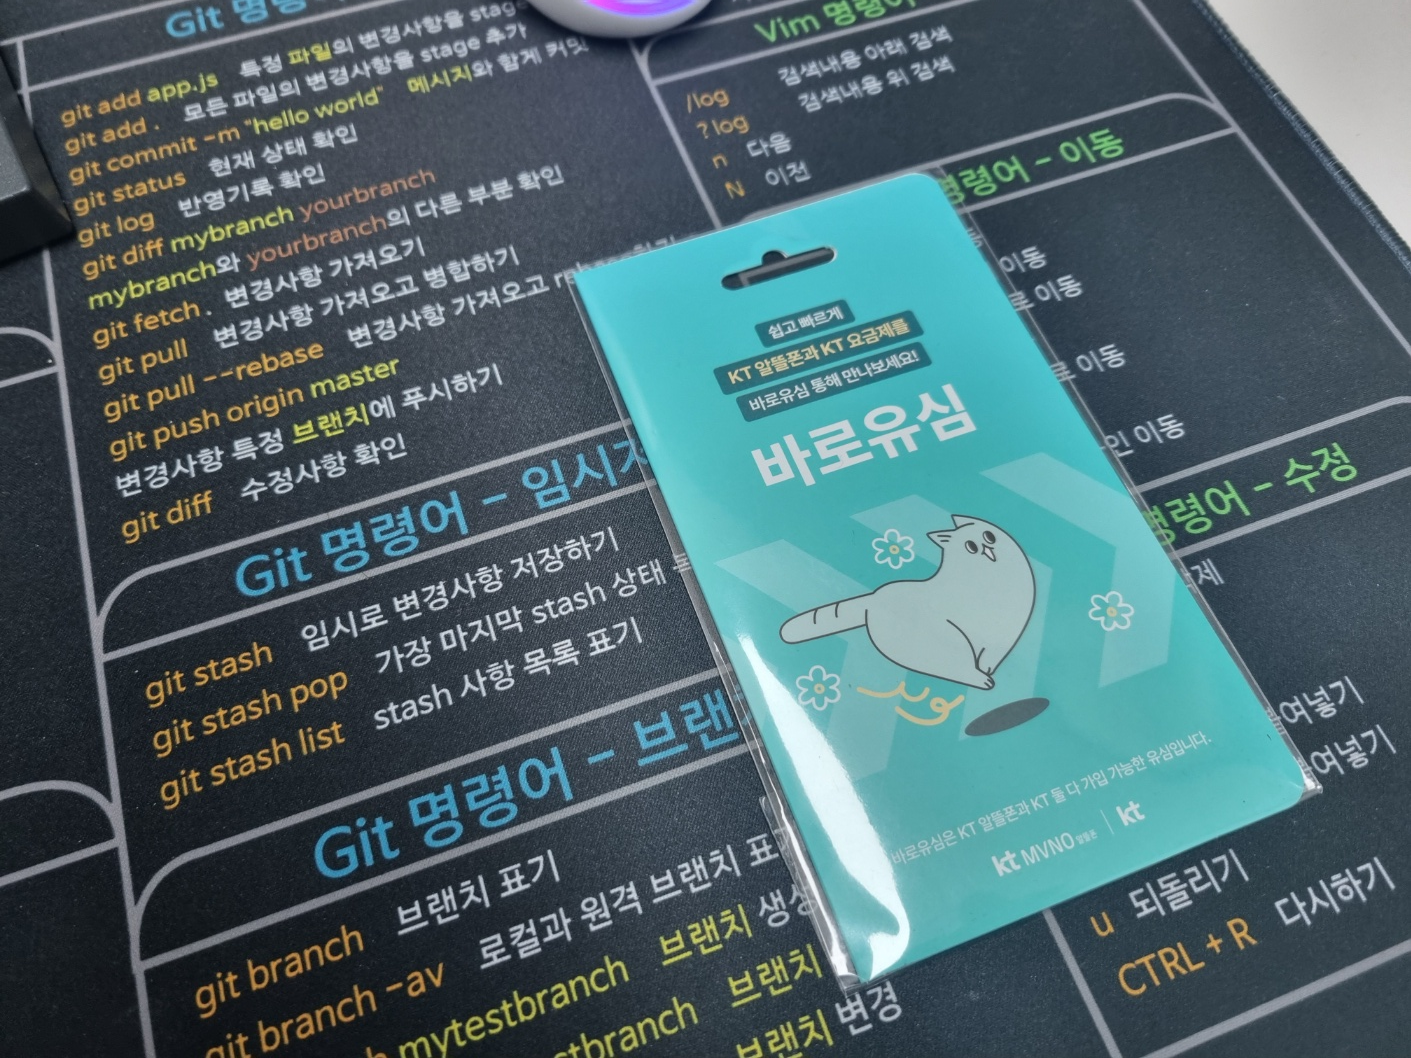 Git 명령어
git add app.js 특정 파일의 변경사항을 stage
git add . 모든 파일의 변경사항을 stage 추가
git commit -m "hello world" 메시지와 함께 커밋
git status 현재 상태 확인
git log 반영기록 확인
git diff mybranch yourbranch
mybranch와 yourbranch의 다른 부분 확인
git fetch . 변경사항 가져오기
git pull 변경사항 가져오고 병합하기
git pull --rebase 변경사항 가져오고
git push origin master
변경사항 특정 브랜치에 푸시하기
git diff 수정사항 확인
Git 명령어 - 임시저
git stash 임시로 변경사항 저장하기
git stash pop 가장 마지막 stash 상태
git stash list stash 사항 목록 표기
Git 명령어 - 브랜치
git branch 브랜치 표기
git branch -av 로컬과 원격 브랜치 표
mytestbranch 브랜치 생성
stbranch 브랜치
브랜치 변경
Vim 명령어
/log 검색내용 아래 검색
?log 검색내용 위 검색
n 다음
N 이전
명령어 - 이동
이동
로 이동
로 이동
인 이동
명령어 - 수정
제
여넣기
여넣기
u 되돌리기
CTRL + R 다시하기
쉽고 빠르게
KT 알뜰폰과 KT 요금제를
바로유심 통해 만나보세요!
바로유심
바로유심은 KT 알뜰폰과 KT 둘 다 가입 가능한 유심입니다.
kt MVNO 알뜰폰 | kt